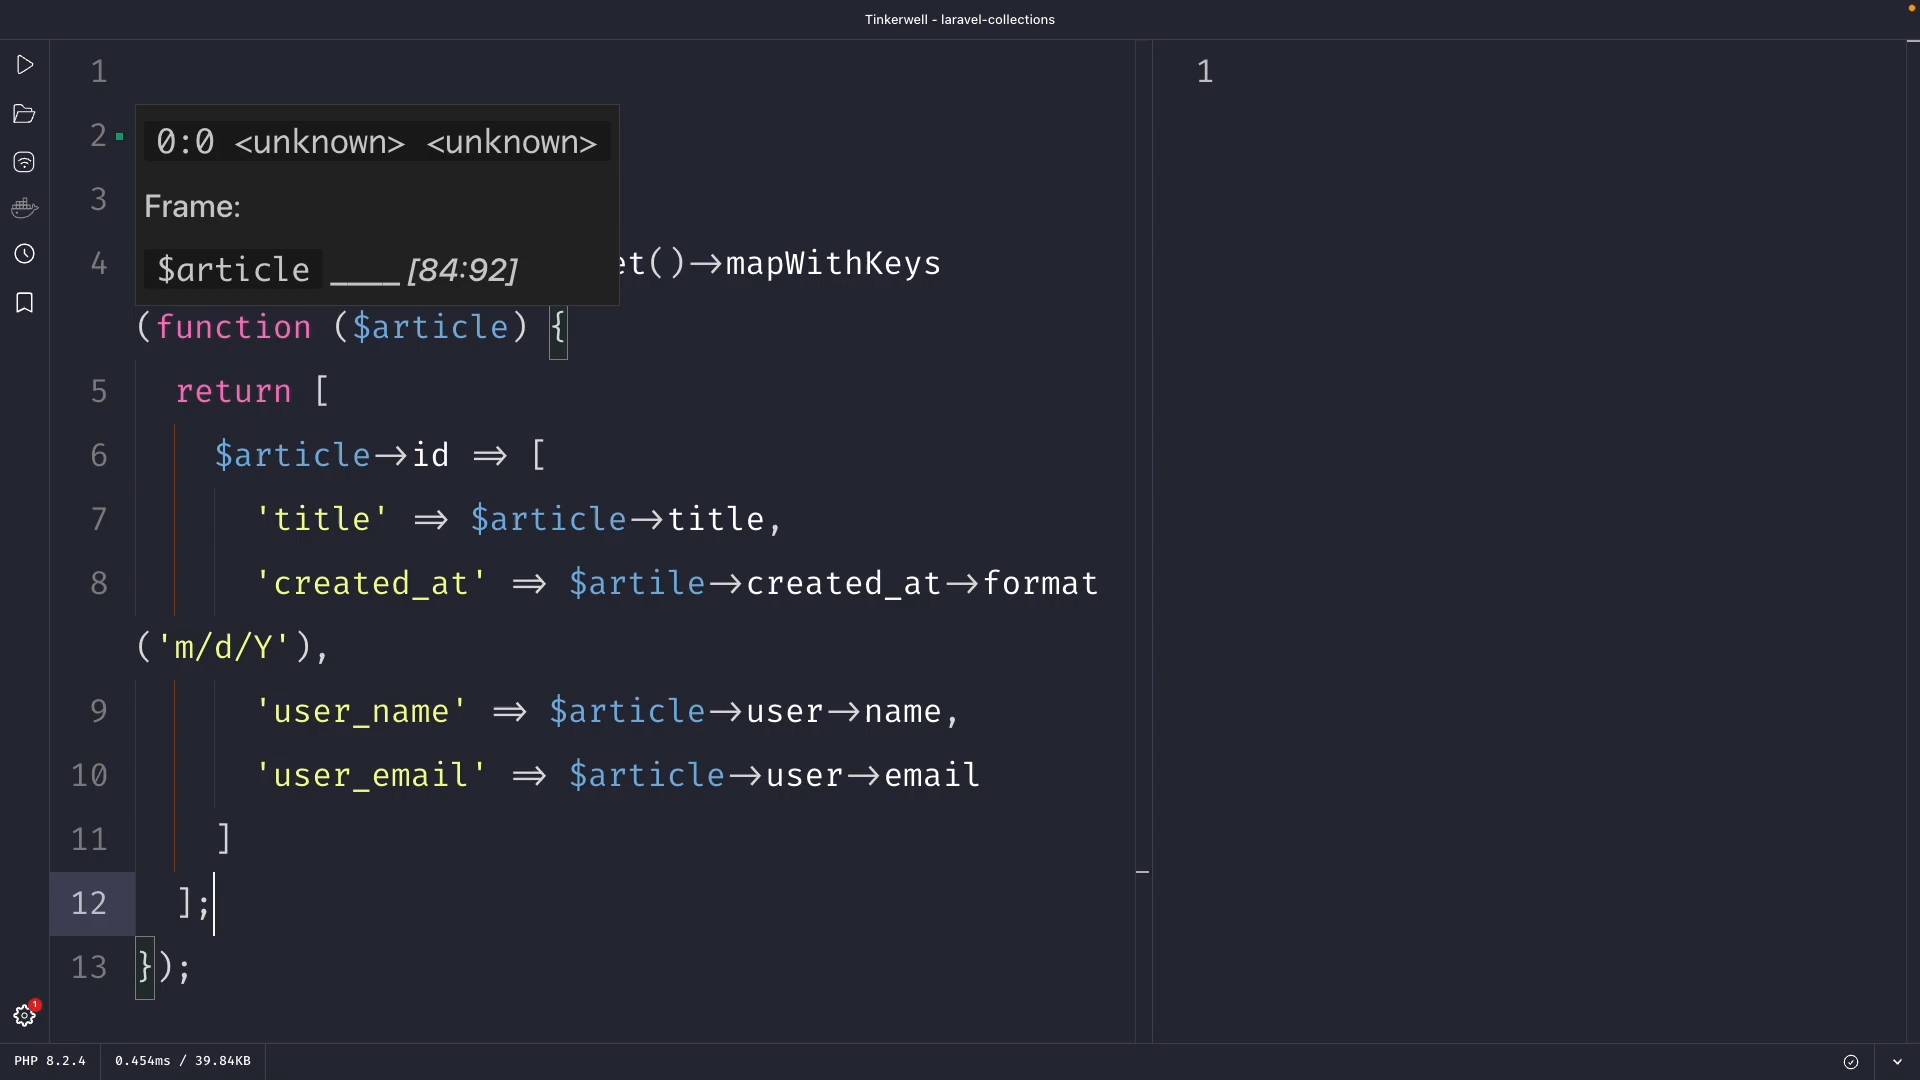 Tinkerwell - laravel-collections
1
1
2
0:0 <unknown> <unknown>
3
Frame:
4
$article ____ [84:92]
et()->mapWithKeys
(function ($article) {
5 return [
6 $article->id => [
7 'title' => $article->title,
8 'created_at' => $artile->created_at->format
('m/d/Y'),
9 'user_name' => $article->user->name,
10 'user_email' => $article->user->email
11 ]
12 ];
13 });
1
PHP 8.2.4 0.454ms / 39.84KB